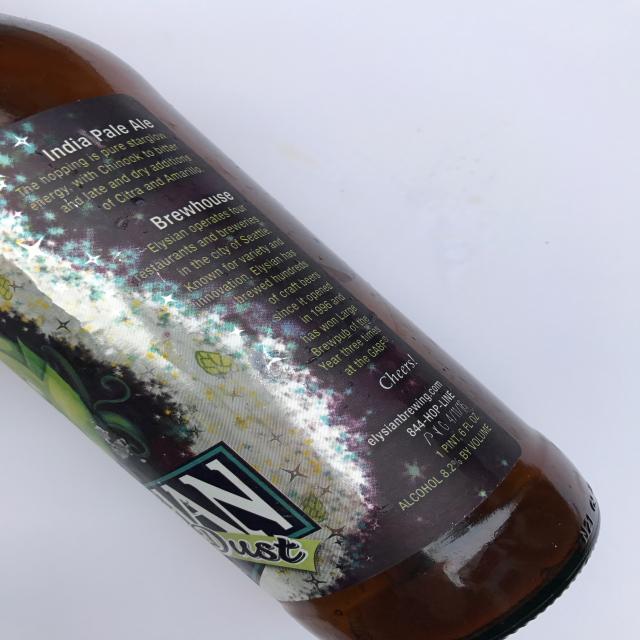 India Pale Ale
The hopping is pure starglow
energy, with Chinook to bitter
and late and dry additions
of Citra and Amarillo.
Brewhouse
Elysian operates
restaurants and breweries
in the city of Seattle.
Known for variety and
innovation, Elysian has
brewed hundreds
of craft beers
since it opened
in 1996 and
has won Large
Brewpub of the
Year three times
at the GABF.
Cheers!
elysianbrewing.com
844-HOP-LINE
1 PINT, 6 FL OZ
ALCOHOL 8.2% BY VOLUME
EN
Dust